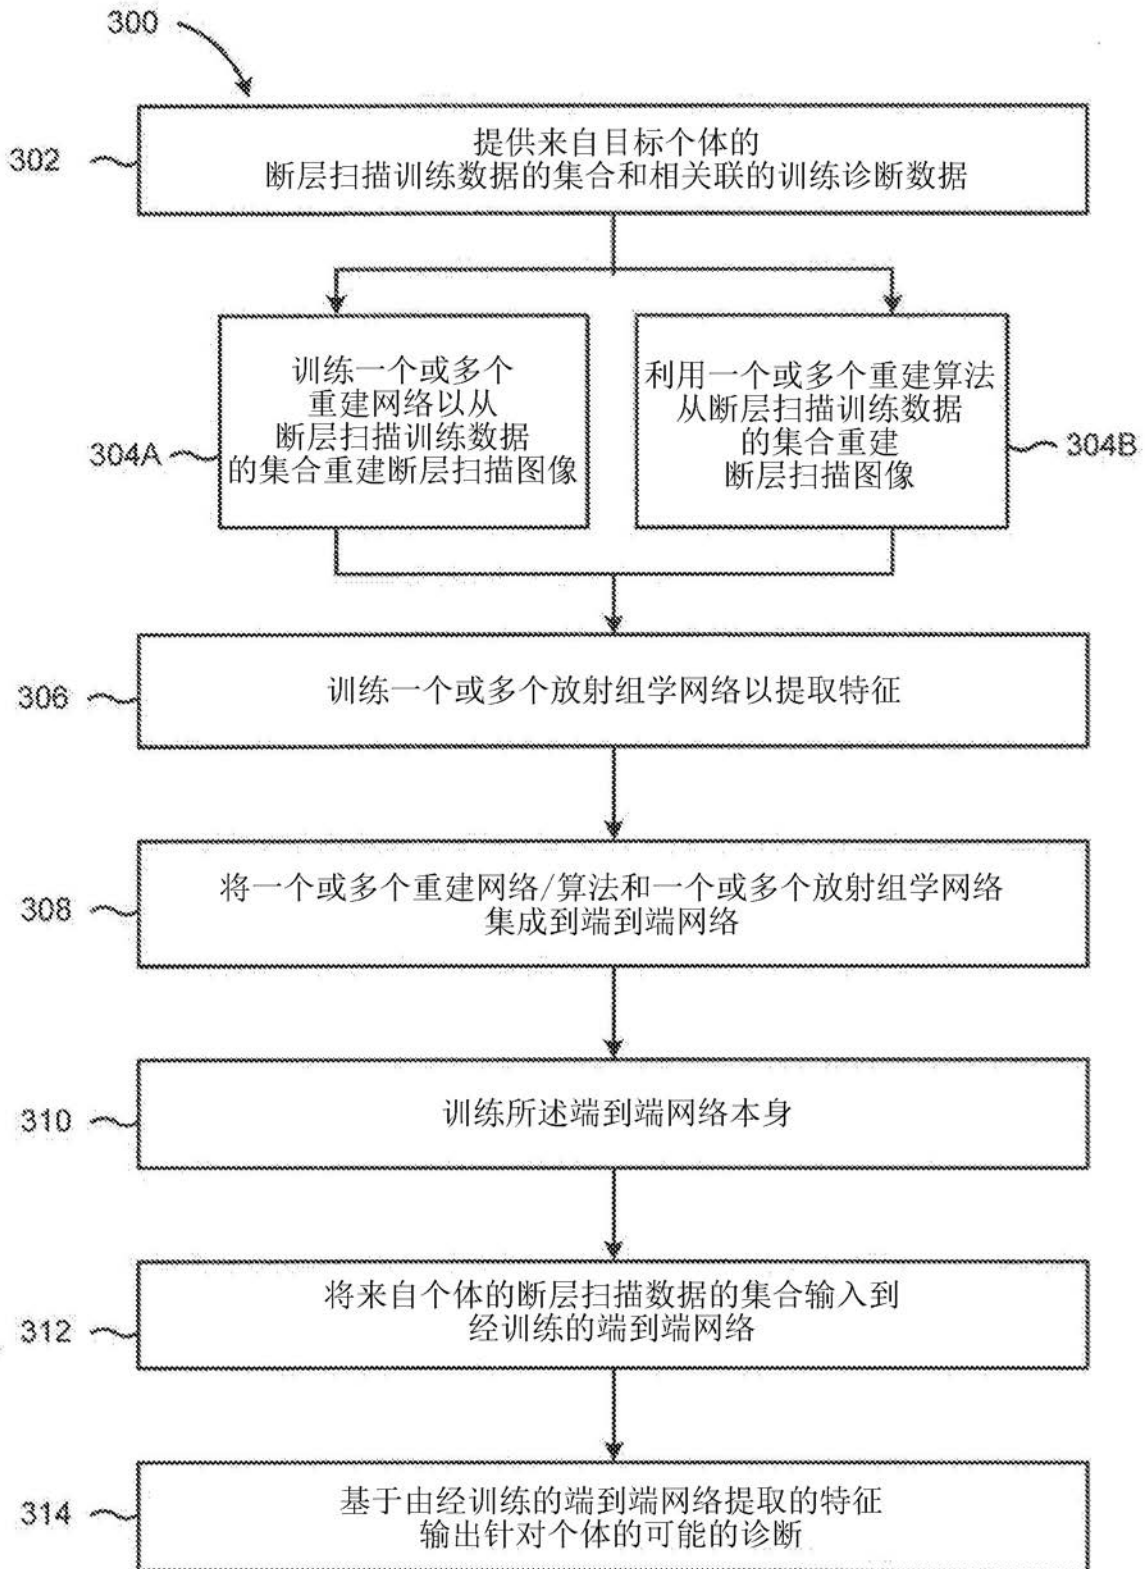 300
302
提供来自目标个体的
断层扫描训练数据的集合和相关联的训练诊断数据
304A
训练一个或多个
重建网络以从
断层扫描训练数据
的集合重建断层扫描图像
利用一个或多个重建算法
从断层扫描训练数据
的集合重建
断层扫描图像
304B
306
训练一个或多个放射组学网络以提取特征
308
将一个或多个重建网络/算法和一个或多个放射组学网络
集成到端到端网络
310
训练所述端到端网络本身
312
将来自个体的断层扫描数据的集合输入到
经训练的端到端网络
314
基于由经训练的端到端网络提取的特征
输出针对个体的可能的诊断